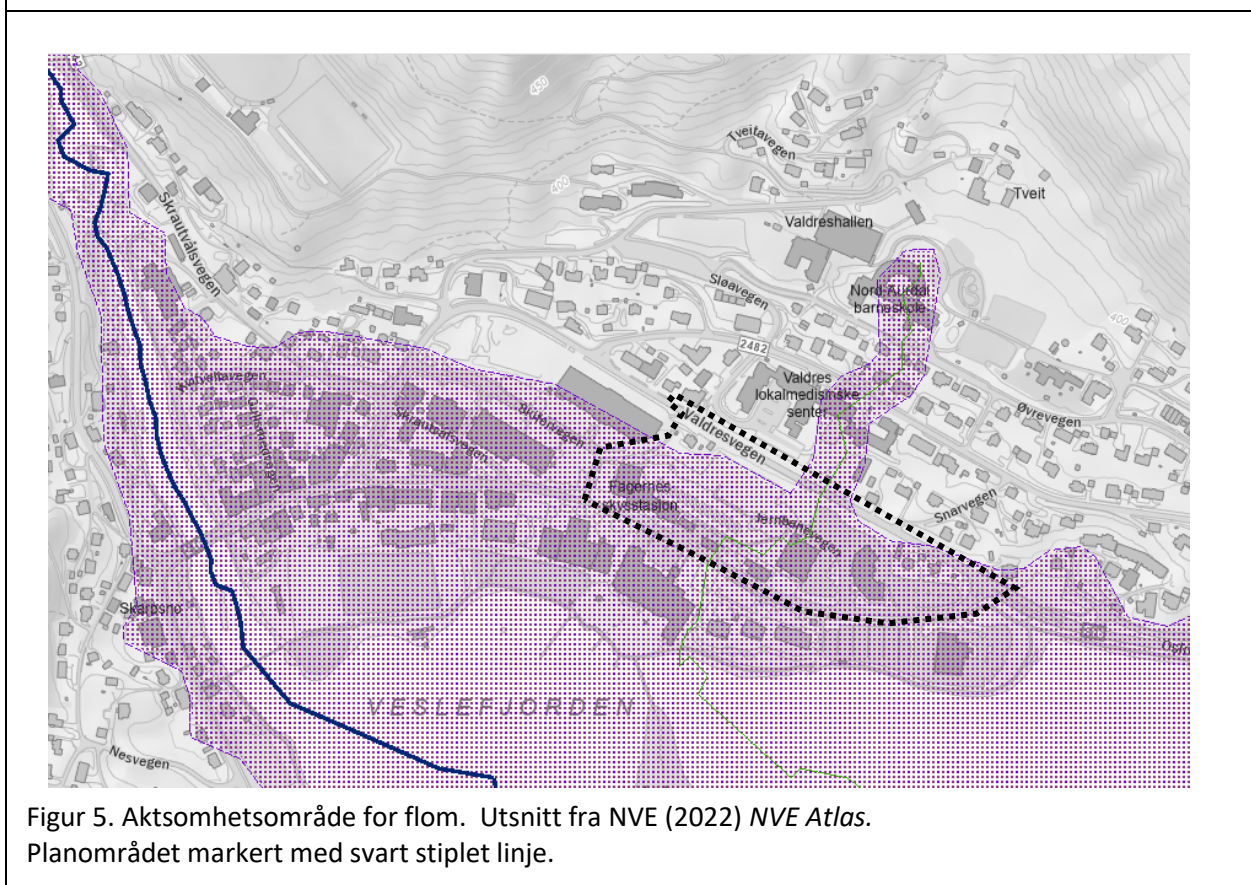 450
Tveitavegen
400
Tveit
Skrautvålsvegen
Valdreshallen
Sløavegen
Nord-Aurdal
barneskole
400
2482
Valdres
lokalmedisinske
senter
Øvrevegen
Skrautvålsvegen
Valdresvegen
Fagernes
skysstasjon
Jernbanevegen
Snarvegen
Skarpsno
VESLEFJORDEN
Nesvegen
Figur 5. Aktsomhetsområde for flom. Utsnitt fra NVE (2022) NVE Atlas.
Planområdet markert med svart stiplet linje.